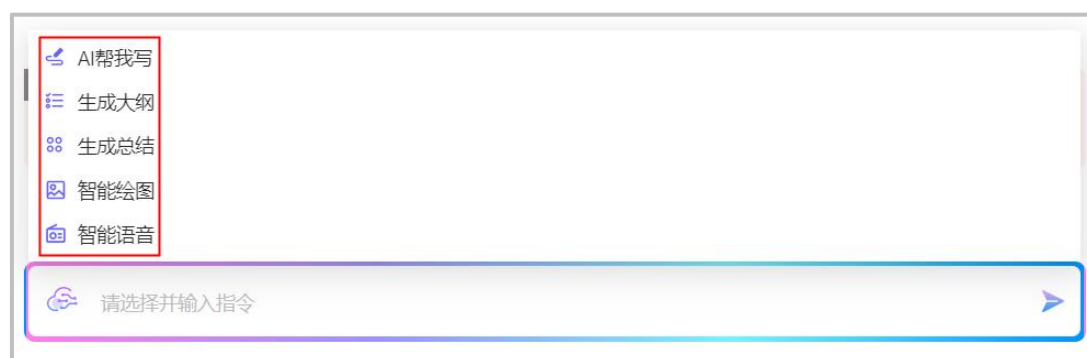 AI帮我写
生成大纲
生成总结
智能绘图
智能语音
请选择并输入指令